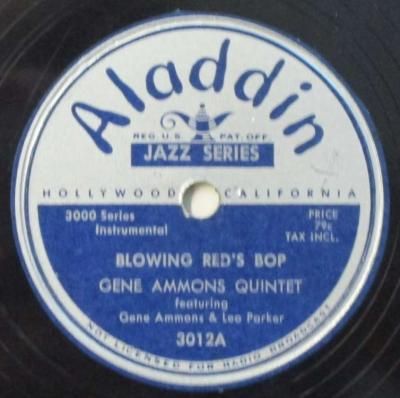 Aladdin
REG. U.S. PAT. OFF.
JAZZ SERIES
HOLLYWOOD CALIFORNIA
3000 Series
Instrumental
PRICE
79c
TAX INCL.
BLOWING RED'S BOP
GENE AMMONS QUINTET
featuring
Gene Ammons & Leo Parker
3012A
NOT LICENSED FOR RADIO BROADCAST